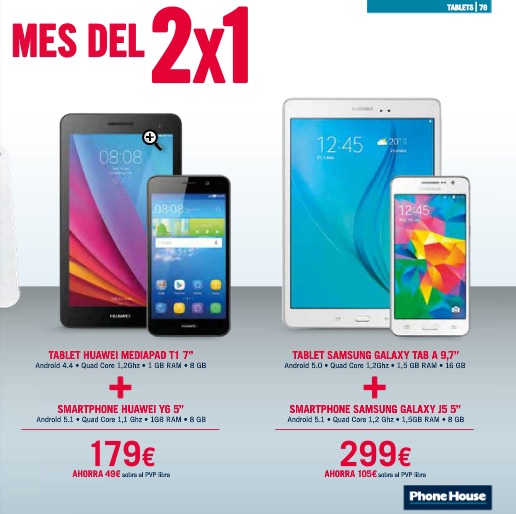 TABLETS | 79
MES DEL 2x1
08:08
HUAWEI
08:08
HUAWEI
SAMSUNG
12:45
20°
SAMSUNG
12:45
TABLET HUAWEI MEDIAPAD T1 7”
Android 4.4 • Quad Core 1,2Ghz • 1 GB RAM • 8 GB
+
SMARTPHONE HUAWEI Y6 5”
Android 5.1 • Quad Core 1,1 Ghz • 1GB RAM • 8 GB
179€
AHORRA 49€ sobre el PVP libre
TABLET SAMSUNG GALAXY TAB A 9,7”
Android 5.0 • Quad Core 1,2Ghz • 1,5 GB RAM • 16 GB
+
SMARTPHONE SAMSUNG GALAXY J5 5”
Android 5.1 • Quad Core 1,2 Ghz • 1,5GB RAM • 8 GB
299€
AHORRA 105€ sobre el PVP libre
Phone House